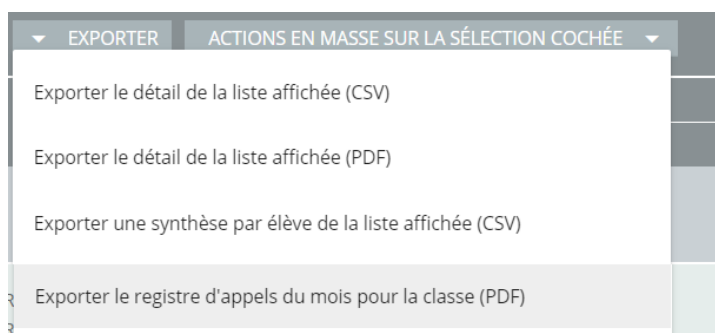 EXPORTER ACTIONS EN MASSE SUR LA SÉLECTION COCHÉE
Exporter le détail de la liste affichée (CSV)
Exporter le détail de la liste affichée (PDF)
Exporter une synthèse par élève de la liste affichée (CSV)
Exporter le registre d'appels du mois pour la classe (PDF)